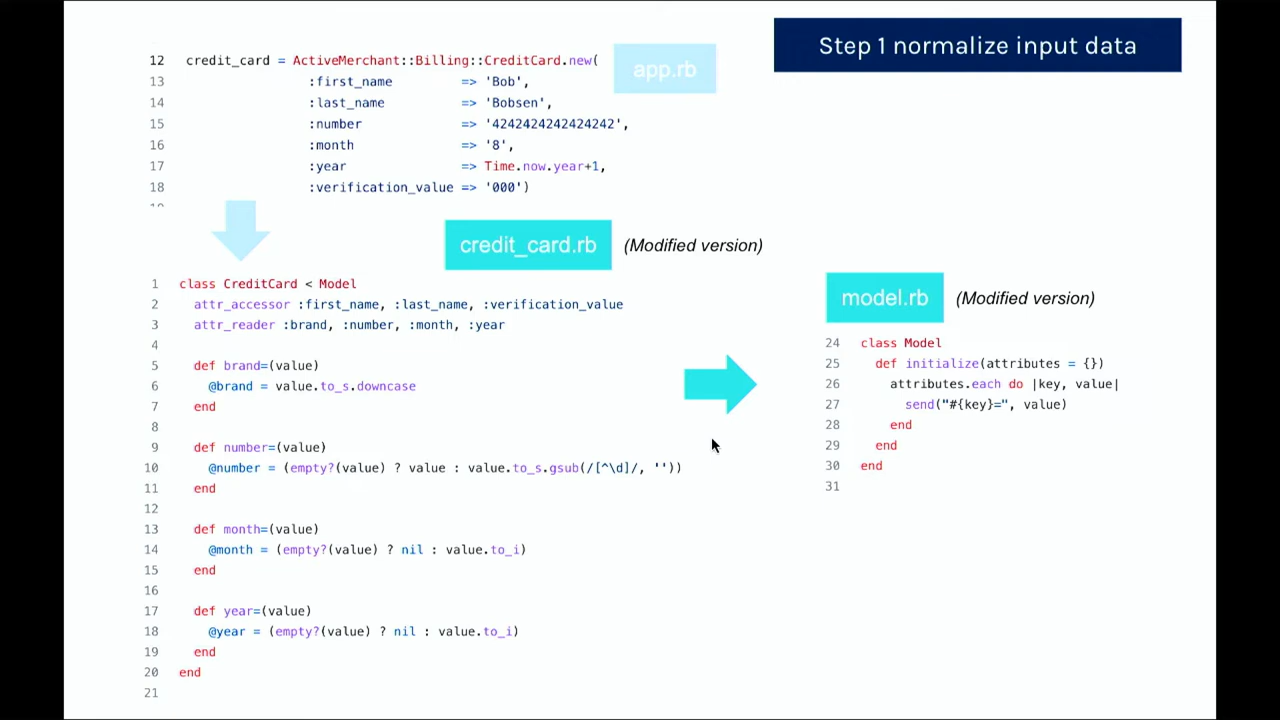 Step 1 normalize input data
app.rb
12 credit_card = ActiveMerchant::Billing::CreditCard.new(
13 :first_name => 'Bob',
14 :last_name => 'Bobsen',
15 :number => '4242424242424242',
16 :month => '8',
17 :year => Time.now.year+1,
18 :verification_value => '000')
credit_card.rb (Modified version)
1 class CreditCard < Model
2 attr_accessor :first_name, :last_name, :verification_value
3 attr_reader :brand, :number, :month, :year
4
5 def brand=(value)
6 @brand = value.to_s.downcase
7 end
8
9 def number=(value)
10 @number = (empty?(value) ? value : value.to_s.gsub(/[^\d]/, ''))
11 end
12
13 def month=(value)
14 @month = (empty?(value) ? nil : value.to_i)
15 end
16
17 def year=(value)
18 @year = (empty?(value) ? nil : value.to_i)
19 end
20 end
21
model.rb (Modified version)
24 class Model
25 def initialize(attributes = {})
26 attributes.each do |key, value|
27 send("#{key}=", value)
28 end
29 end
30 end
31